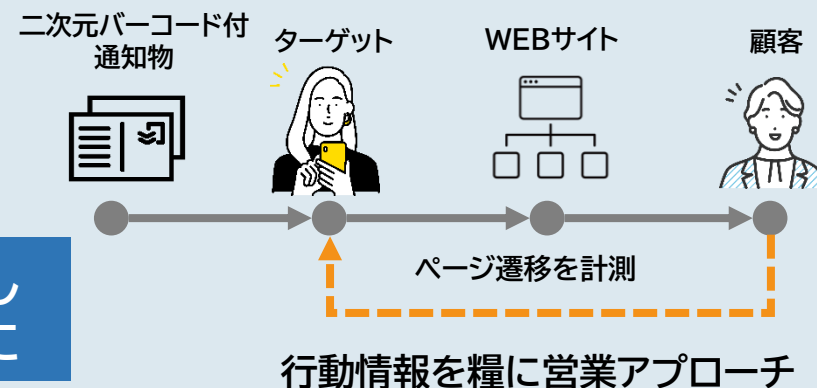 二次元バーコード付
通知物
ターゲット
WEBサイト
顧客
ページ遷移を計測
し
に
行動情報を糧に営業アプローチ